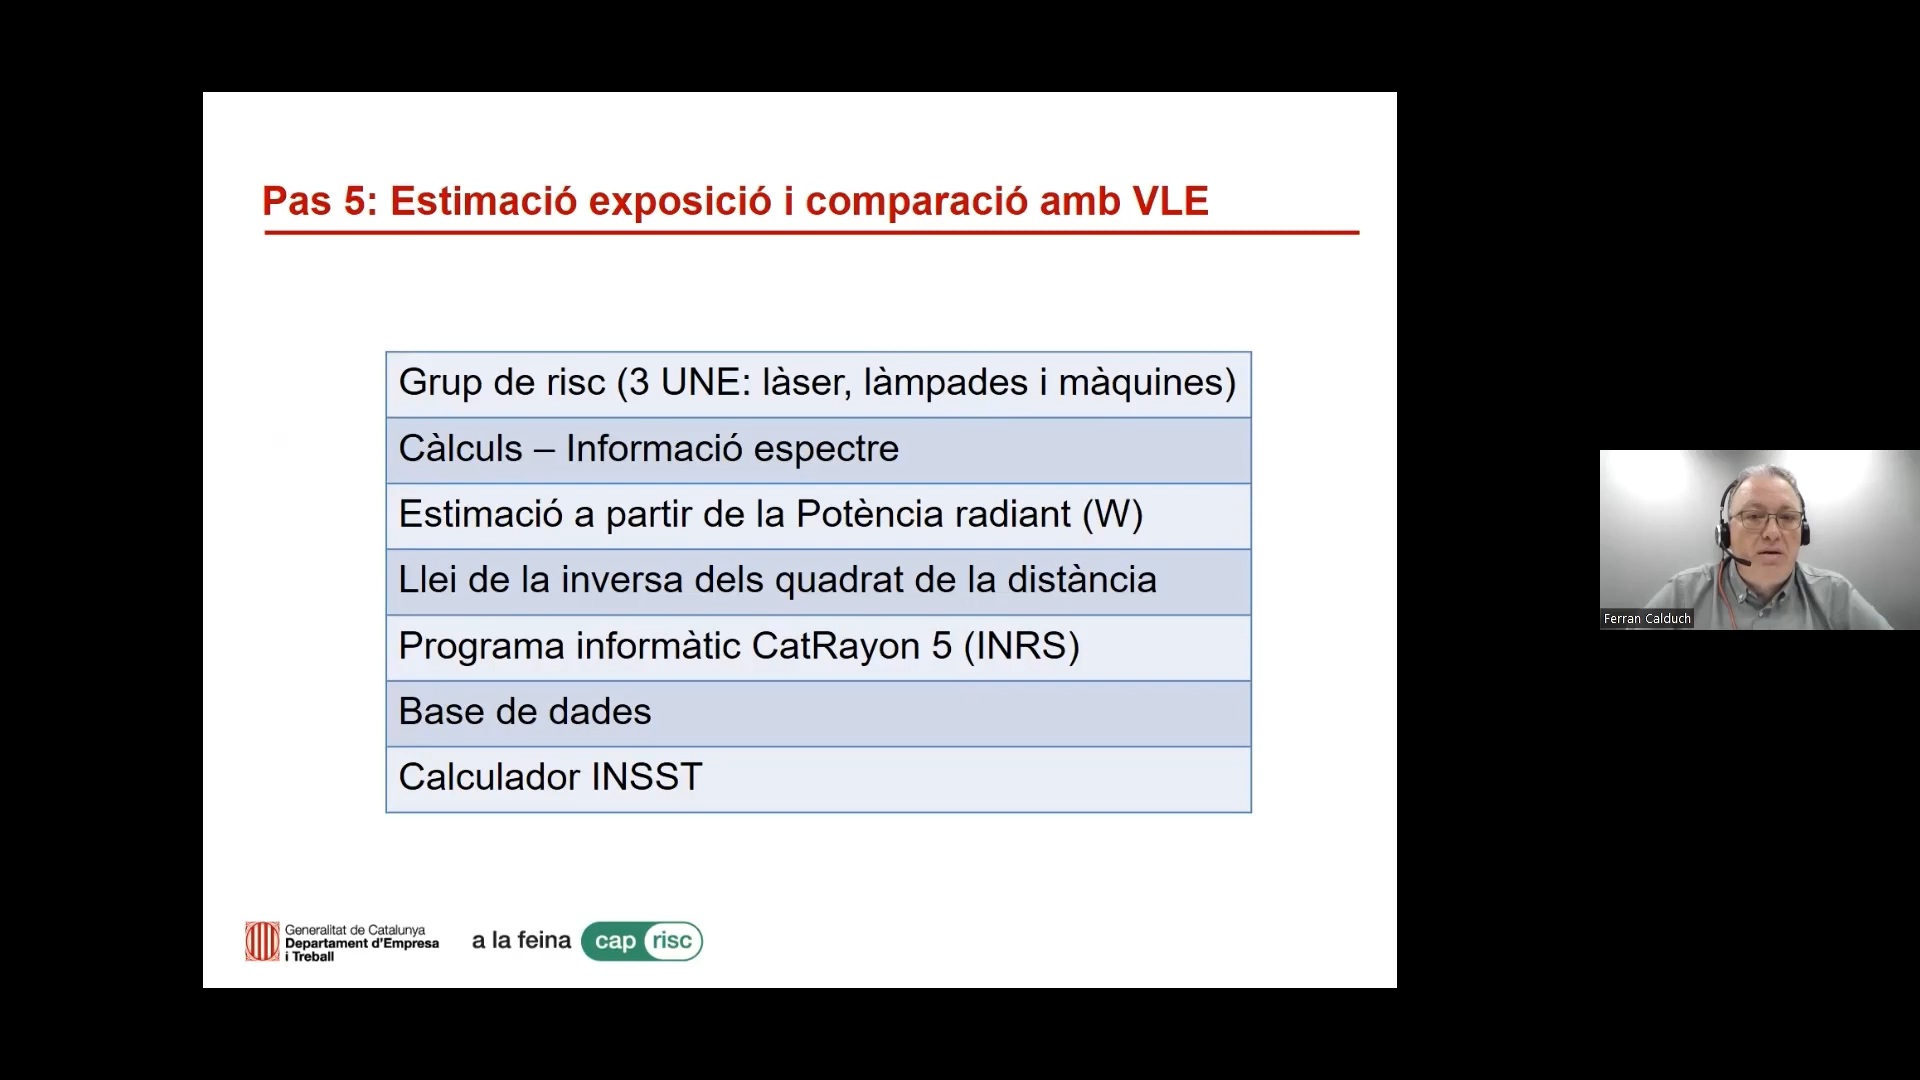 Pas 5: Estimació exposició i comparació amb VLE
Grup de risc (3 UNE: làser, làmpades i màquines)
Càlculs – Informació espectre
Estimació a partir de la Potència radiant (W)
Llei de la inversa dels quadrat de la distància
Programa informàtic CatRayon 5 (INRS)
Base de dades
Calculador INSST
Generalitat de Catalunya
Departament d'Empresa
i Treball
a la feina cap risc
Ferran Calduch